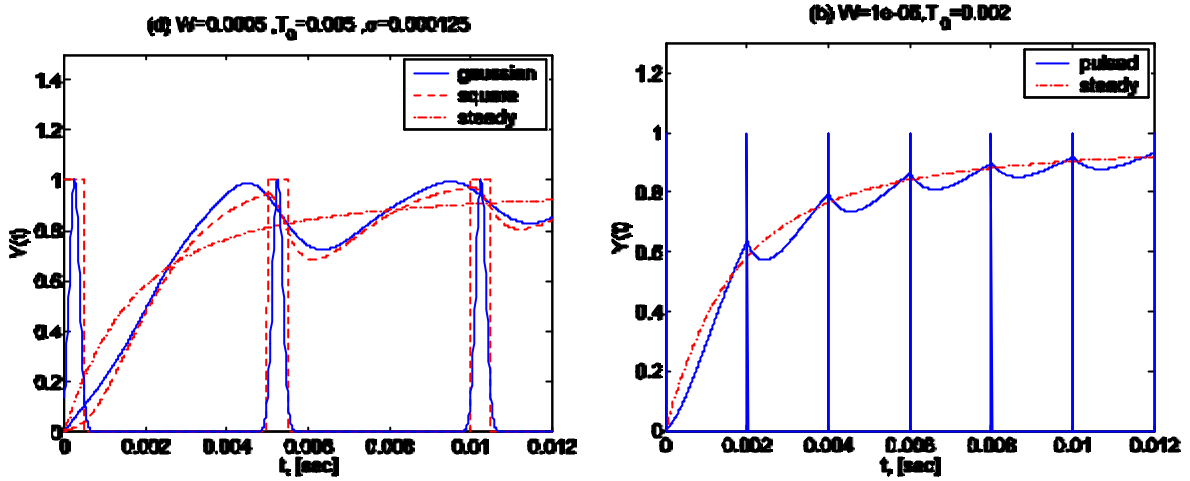 (d) W=0.0005 ,T₀=0.005 ,σ=0.000125
gaussian
square
steady
1.4
1.2
1
0.8
0.6
0.4
0.2
0
Y(t)
0 0.002 0.004 0.006 0.008 0.01 0.012
[sec]
(b) W=1e-06,T₀=0.002
pulsed
steady
1.2
1
0.8
0.6
0.4
0.2
0
Y(t)
0 0.002 0.004 0.006 0.008 0.01 0.012
[sec]